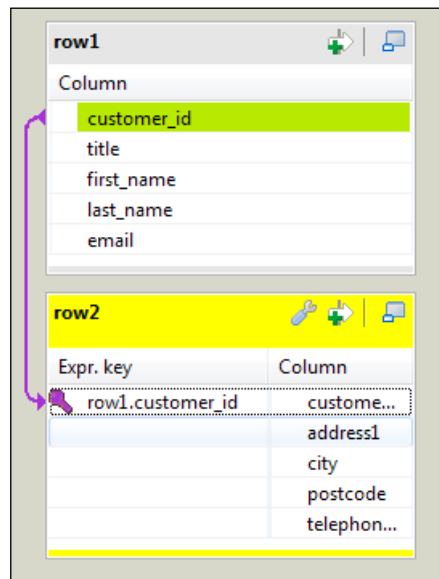 row1
Column
customer_id
title
first_name
last_name
email
row2
Expr. key Column
row1.customer_id custome...
address1
city
postcode
telephon...